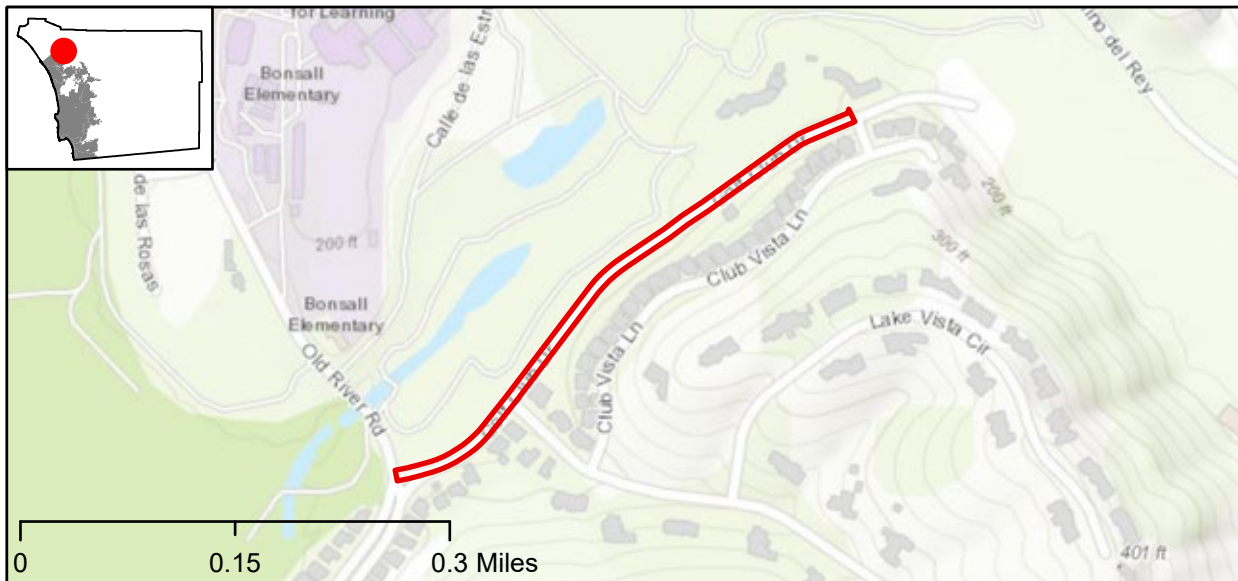 for Learning
Bonsall
Elementary
Calle de las Estr
ino del Rey
de las Rosas
200 ft
200 ft
300 ft
Club Vista Ln
Bonsall
Elementary
Old River Rd
Lake Vista Cir
Club Vista Ln
401 ft
0
0.15
0.3 Miles